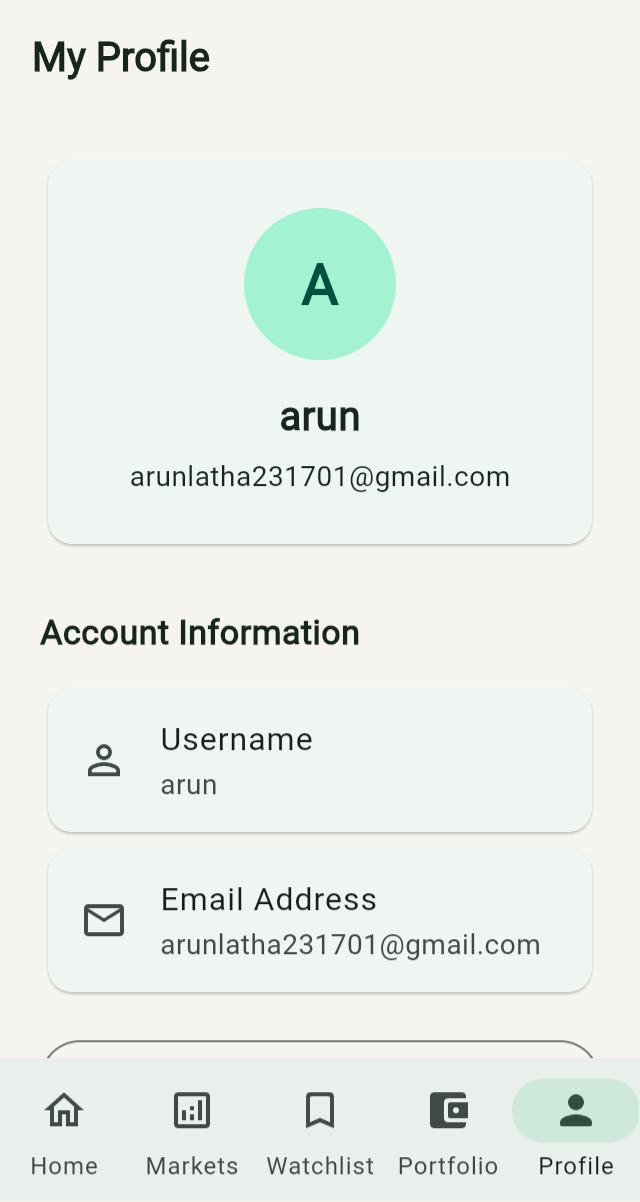 My Profile
A
arun
arunlatha231701@gmail.com
Account Information
Username
arun
Email Address
arunlatha231701@gmail.com
Home
Markets
Watchlist
Portfolio
Profile